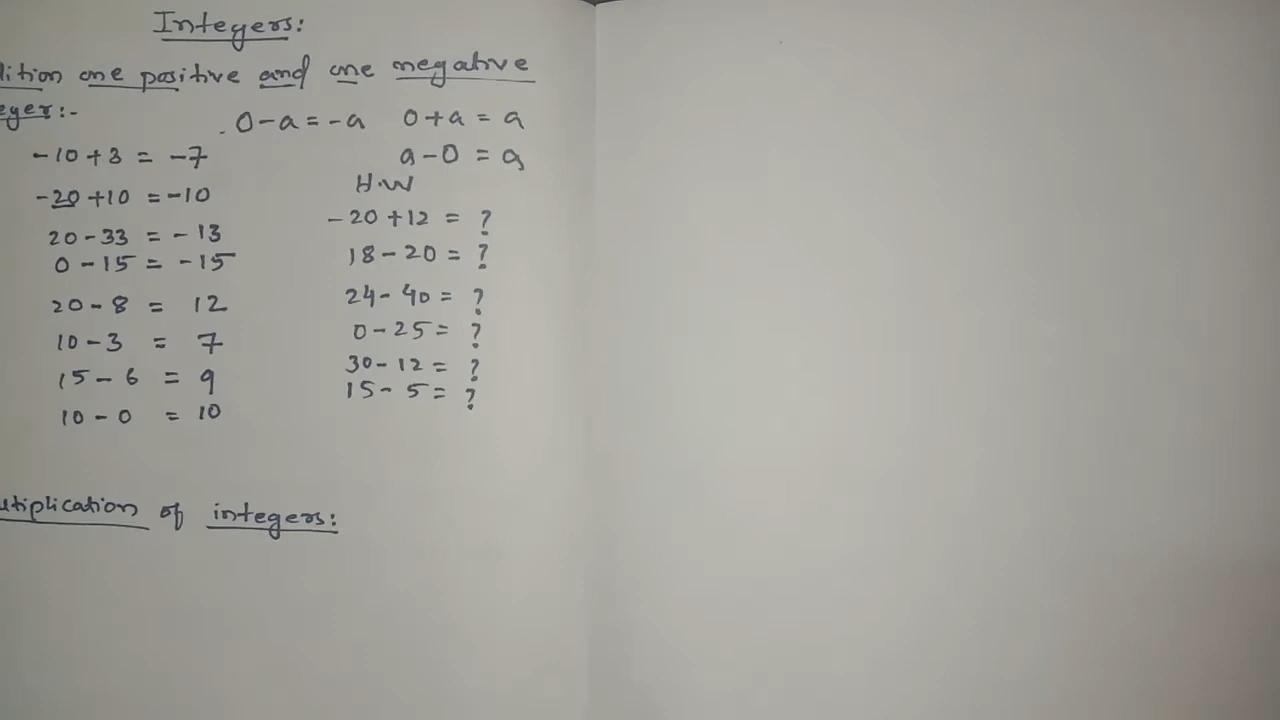 Integers:
lition one positive and one negative
eger:-
0-a=-a 0+a = a
-10+3 = -7 a-0 = a
H.W
-20+10 =-10
-20+12 = ?
20-33 = -13
18-20= ?
0-15= -15
24-40= ?
20-8 = 12
0-25= ?
10-3 = 7
30-12= ?
15-6 = 9
15-5= ?
10-0 = 10
utiplication of integers: